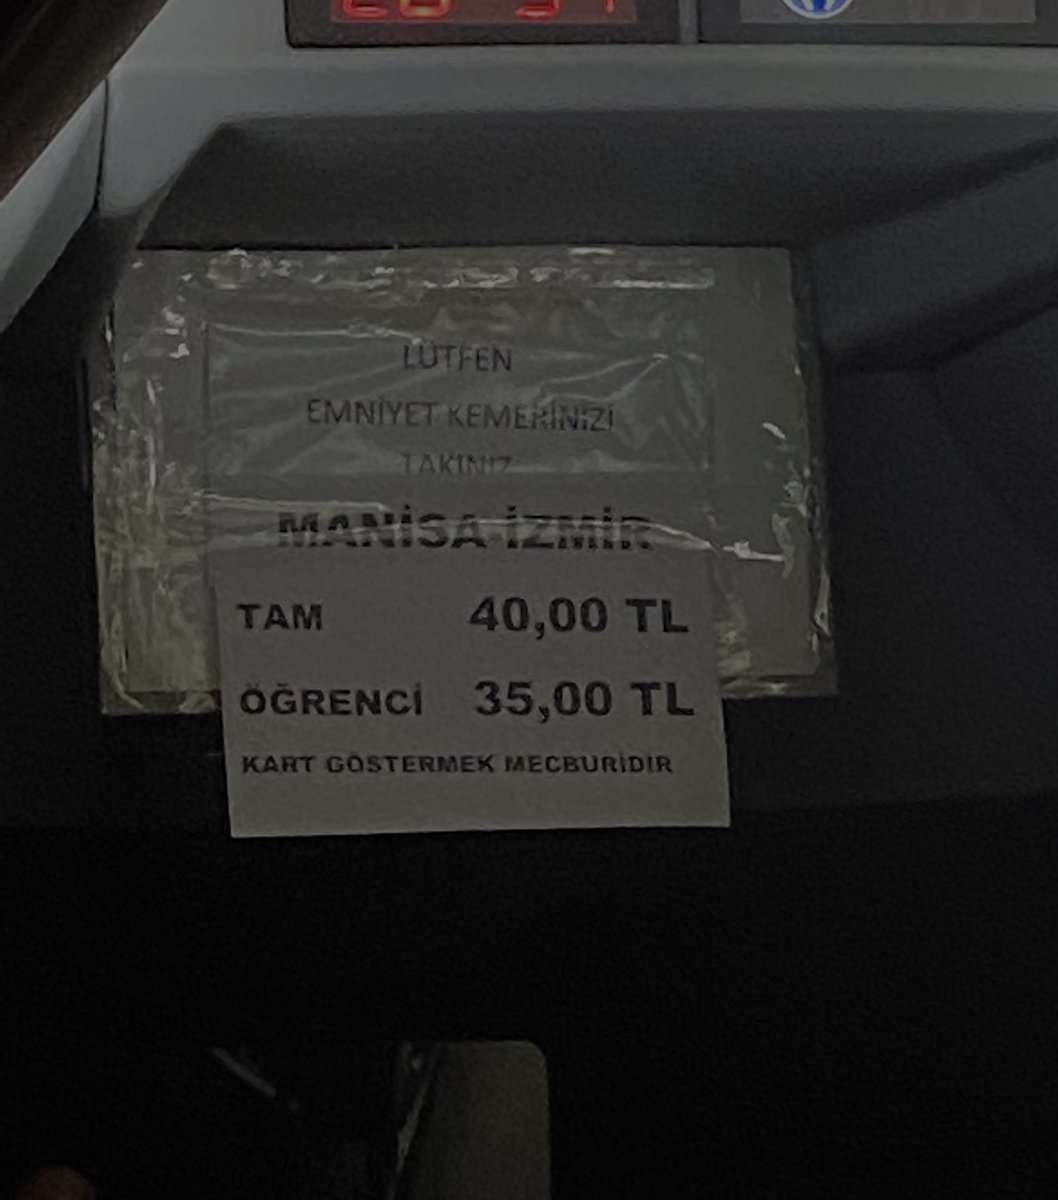 LÜTFEN
EMNİYET KEMERİNİZİ
TAKINIZ
MANİSA-İZMİR
TAM 40,00 TL
ÖĞRENCİ 35,00 TL
KART GÖSTERMEK MECBURİDİR